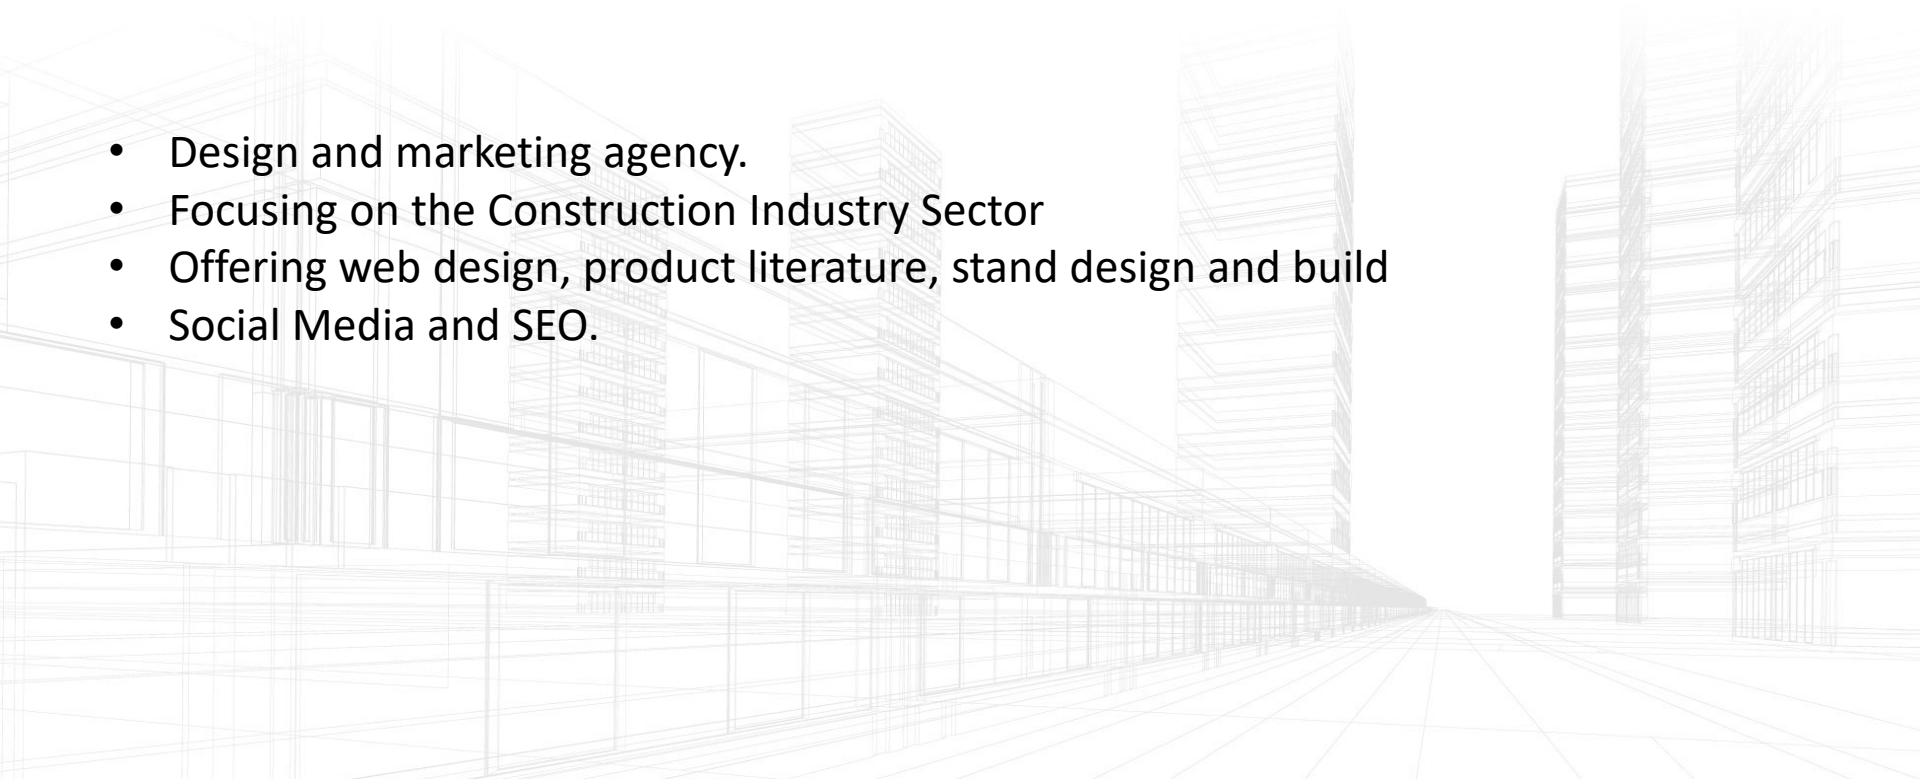 • Design and marketing agency.
• Focusing on the Construction Industry Sector
• Offering web design, product literature, stand design and build
• Social Media and SEO.